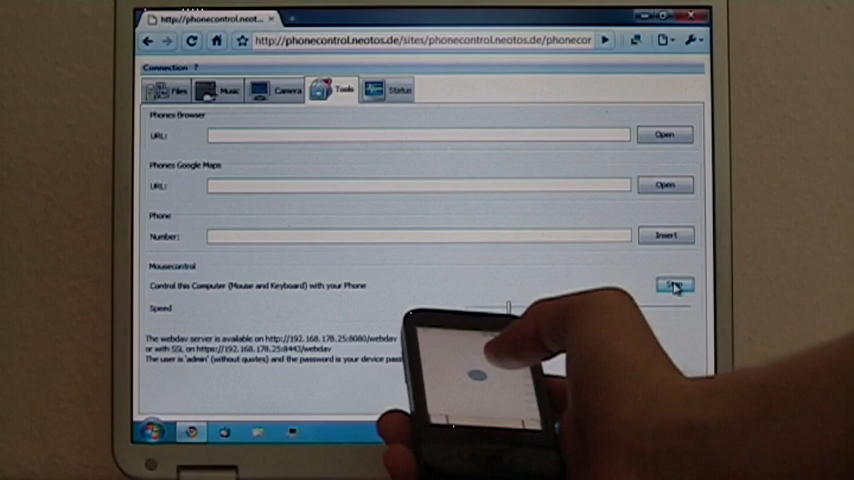 http://phonecontrol.neot...
http://phonecontrol.neotos.de/sites/phonecontrol.neotos.de/phonecor
Connection ?
Files Music Camera Tools Status
Phones Browser
URL: Open
Phones Google Maps
URL: Open
Phone
Number: Insert
Mousecontrol
Control this Computer (Mouse and Keyboard) with your Phone
Speed
The webdav server is available on http://192.168.178.25:8080/webdav
or with SSL on https://192.168.178.25:8443/webdav
The user is 'admin' (without quotes) and the password is your device pass